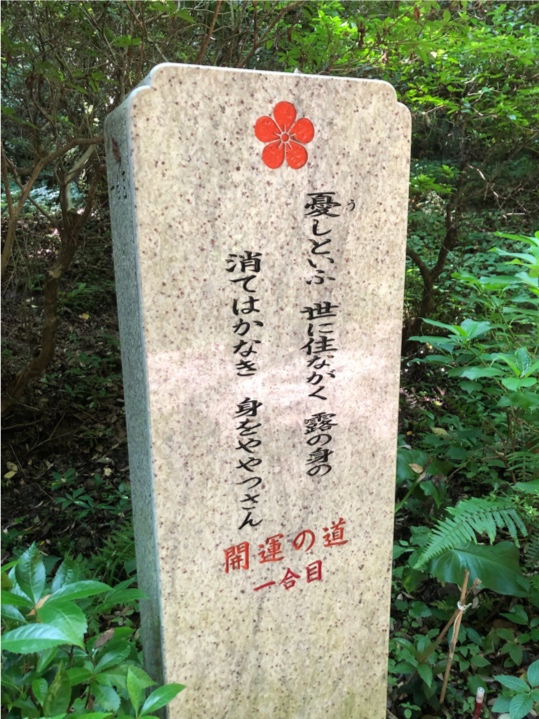 憂しといふ 世に住ながく 露の身の
う
消てはかなき 身をややつさん
開運の道
一合目